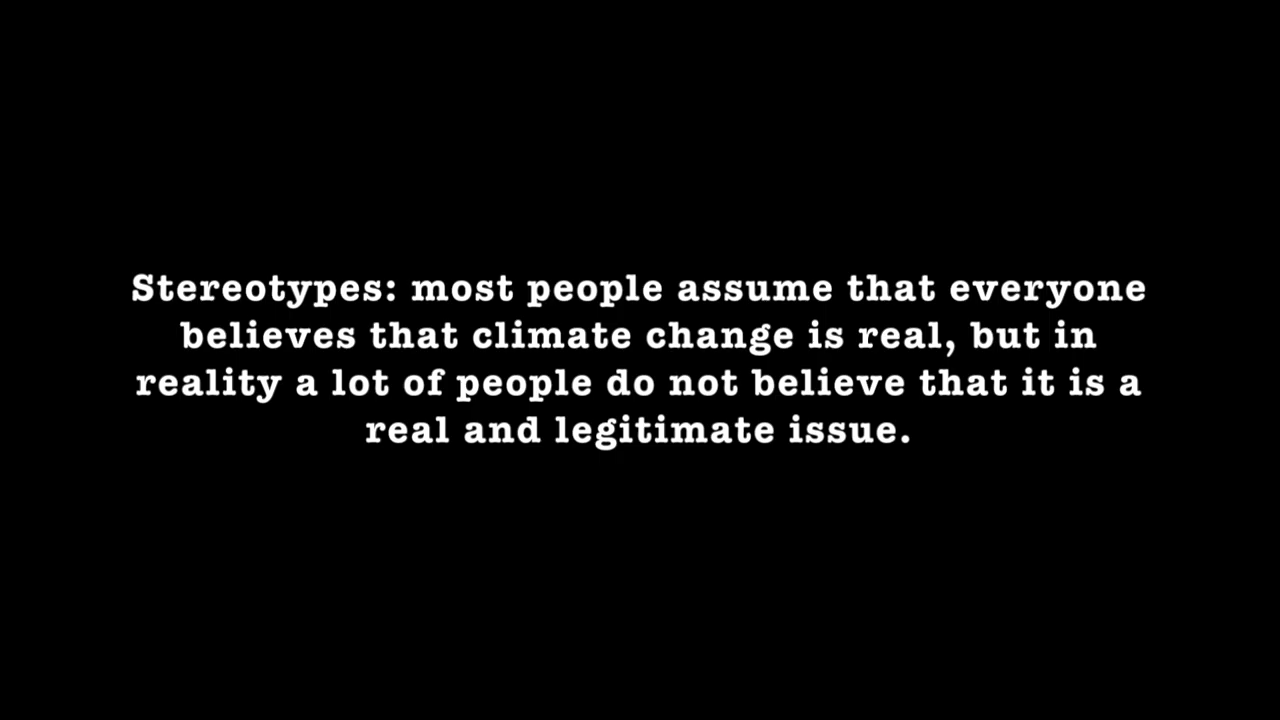 Stereotypes: most people assume that everyone
believes that climate change is real, but in
reality a lot of people do not believe that it is a
real and legitimate issue.